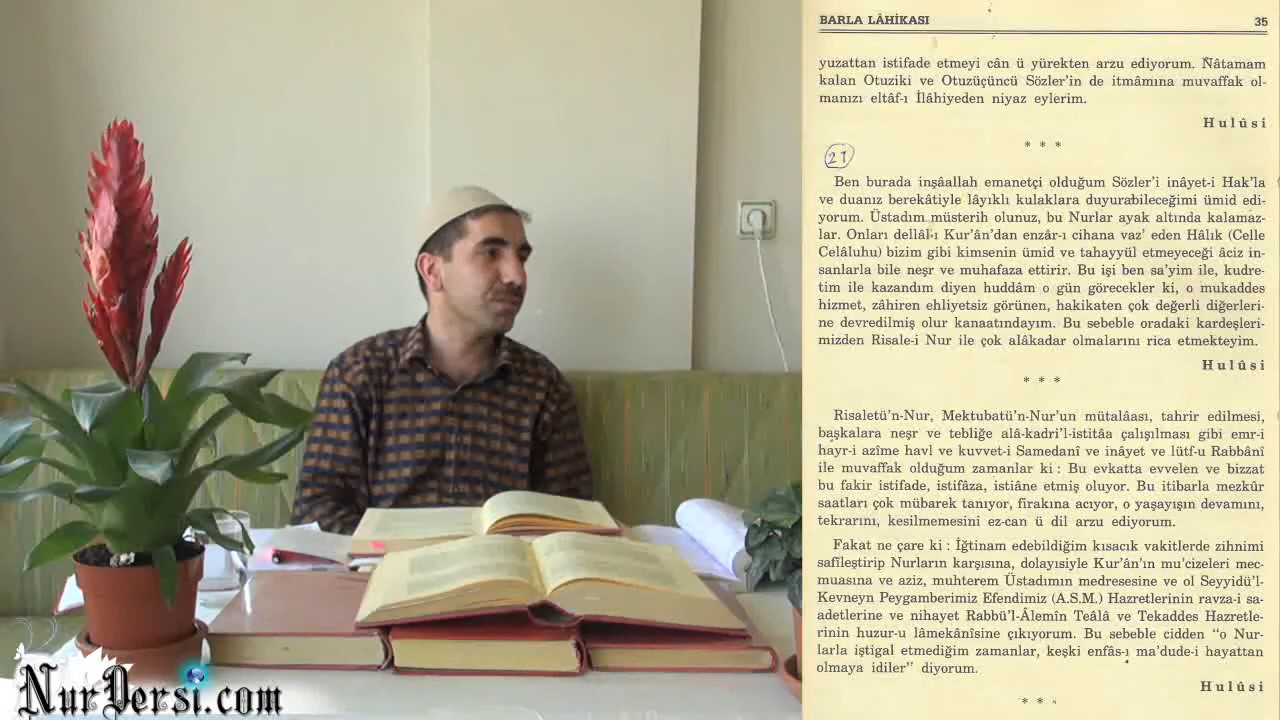 BARLA LÂHİKASI 35
yuzattan istifade etmeyi cân ü yürekten arzu ediyorum. Nâtamam
kalan Otuziki ve Otuzüçüncü Sözler'in de itmâmına muvaffak ol-
manızı eltâf-ı İlâhiyeden niyaz eylerim.
Hulûsi
* * *
21
Ben burada inşâallah emanetçi olduğum Sözler'i inâyet-i Hak'la
ve duanız berekâtiyle lâyıklı kulaklara duyurabileceğimi ümid edi-
yorum. Üstadım müsterih olunuz, bu Nurlar ayak altında kalamaz-
lar. Onları dellâl-ı Kur'ân'dan enzâr-ı cihana vaz' eden Hâlık (Celle
Celâluhu) bizim gibi kimsenin ümid ve tahayyül etmeyeceği âciz in-
sanlarla bile neşr ve muhafaza ettirir. Bu işi ben sa'yim ile, kudre-
tim ile kazandım diyen huddâm o gün görecekler ki, o mukaddes
hizmet, zâhiren ehliyetsiz görünen, hakikaten çok değerli diğerleri-
ne devredilmiş olur kanaatındayım. Bu sebeble oradaki kardeşleri-
mizden Risale-i Nur ile çok alâkadar olmalarını rica etmekteyim.
Hulûsi
* * *
Risaletü'n-Nur, Mektubatü'n-Nur'un mütalâası, tahrir edilmesi,
başkalara neşr ve tebliğe alâ-kadri'l-istitâa çalışılması gibi emr-i
hayr-i azîme havl ve kuvvet-i Samedanî ve inâyet ve lütf-u Rabbânî
ile muvaffak olduğum zamanlar ki : Bu evkatta evvelen ve bizzat
bu fakir istifade, istifâza, istiâne etmiş oluyor. Bu itibarla mezkûr
saatları çok mübarek tanıyor, firakına acıyor, o yaşayışın devamını,
tekrarını, kesilmemesini ez-can ü dil arzu ediyorum.
Fakat ne çare ki : İğtinam edebildiğim kısacık vakitlerde zihnimi
safîleştirip Nurların karşısına, dolayısiyle Kur'ân'ın mu'cizeleri mec-
muasına ve aziz, muhterem Üstadımın medresesine ve ol Seyyidü'l-
Kevneyn Peygamberimiz Efendimiz (A.S.M.) Hazretlerinin ravza-i sa-
adetlerine ve nihayet Rabbü'l-Âlemîn Teâlâ ve Tekaddes Hazretle-
rinin huzur-u lâmekânîsine çıkıyorum. Bu sebeble cidden "o Nur-
larla iştigal etmediğim zamanlar, keşki enfâs-ı ma'dude-i hayattan
olmaya idiler" diyorum.
Hulûsi
* * *
NurDersi.com